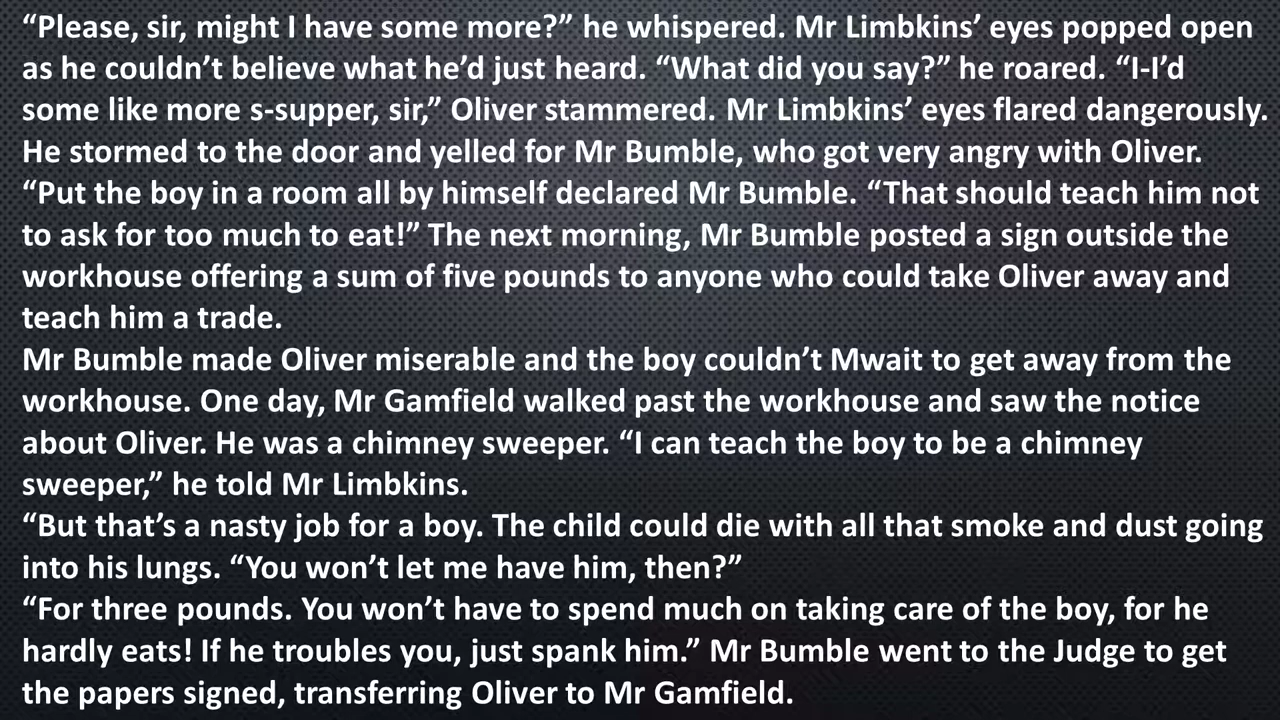 “Please, sir, might I have some more?” he whispered. Mr Limbkins’ eyes popped open
as he couldn’t believe what he’d just heard. “What did you say?” he roared. “I-I’d
some like more s-supper, sir,” Oliver stammered. Mr Limbkins’ eyes flared dangerously.
He stormed to the door and yelled for Mr Bumble, who got very angry with Oliver.
“Put the boy in a room all by himself declared Mr Bumble. “That should teach him not
to ask for too much to eat!” The next morning, Mr Bumble posted a sign outside the
workhouse offering a sum of five pounds to anyone who could take Oliver away and
teach him a trade.
Mr Bumble made Oliver miserable and the boy couldn’t Mwait to get away from the
workhouse. One day, Mr Gamfield walked past the workhouse and saw the notice
about Oliver. He was a chimney sweeper. “I can teach the boy to be a chimney
sweeper,” he told Mr Limbkins.
“But that’s a nasty job for a boy. The child could die with all that smoke and dust going
into his lungs. “You won’t let me have him, then?”
“For three pounds. You won’t have to spend much on taking care of the boy, for he
hardly eats! If he troubles you, just spank him.” Mr Bumble went to the Judge to get
the papers signed, transferring Oliver to Mr Gamfield.